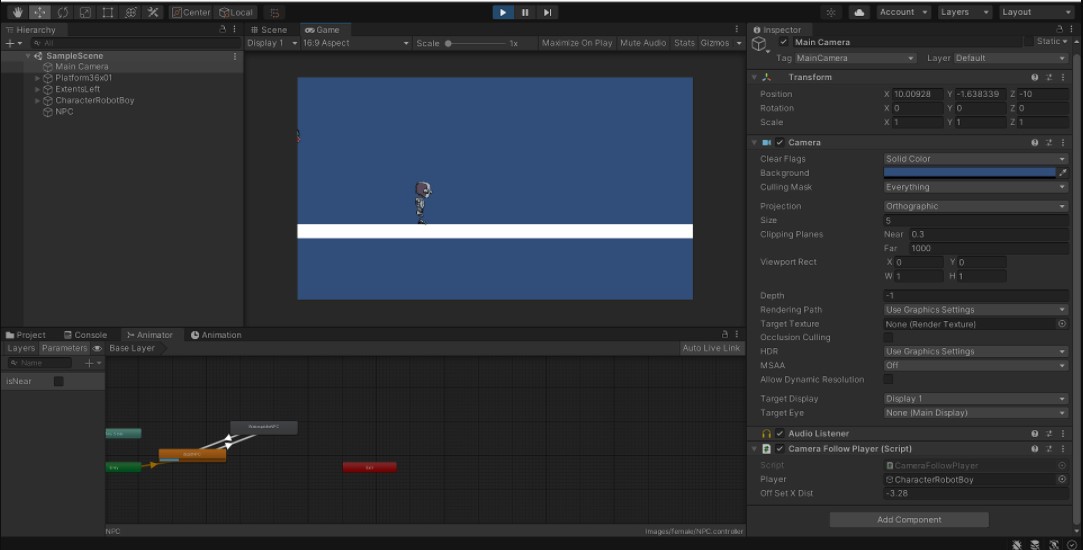 Center Local Account Layers Layout
Hierarchy
All
SampleScene
Main Camera
Platform36x01
ExtentsLeft
CharacterRobotBoy
NPC
Scene Game
Display 1 16:9 Aspect Scale 1x Maximize On Play Mute Audio Stats Gizmos
Project Console Animator Animation
Layers Parameters Base Layer Auto Live Link
Name
isNear
Exit
NPC Images/female/NPC.controller
Inspector
Main Camera Static
Tag MainCamera Layer Default
Transform
Position X 10.00928 Y -1.638339 Z -10
Rotation X 0 Y 0 Z 0
Scale X 1 Y 1 Z 1
Camera
Clear Flags Solid Color
Background
Culling Mask Everything
Projection Orthographic
Size 5
Clipping Planes Near 0.3
Far 1000
Viewport Rect X 0 Y 0
W 1 H 1
Depth -1
Rendering Path Use Graphics Settings
Target Texture None (Render Texture)
Occlusion Culling
HDR Use Graphics Settings
MSAA Off
Allow Dynamic Resolution
Target Display Display 1
Target Eye None (Main Display)
Audio Listener
Camera Follow Player (Script)
Script CameraFollowPlayer
Player CharacterRobotBoy
Off Set X Dist -3.28
Add Component